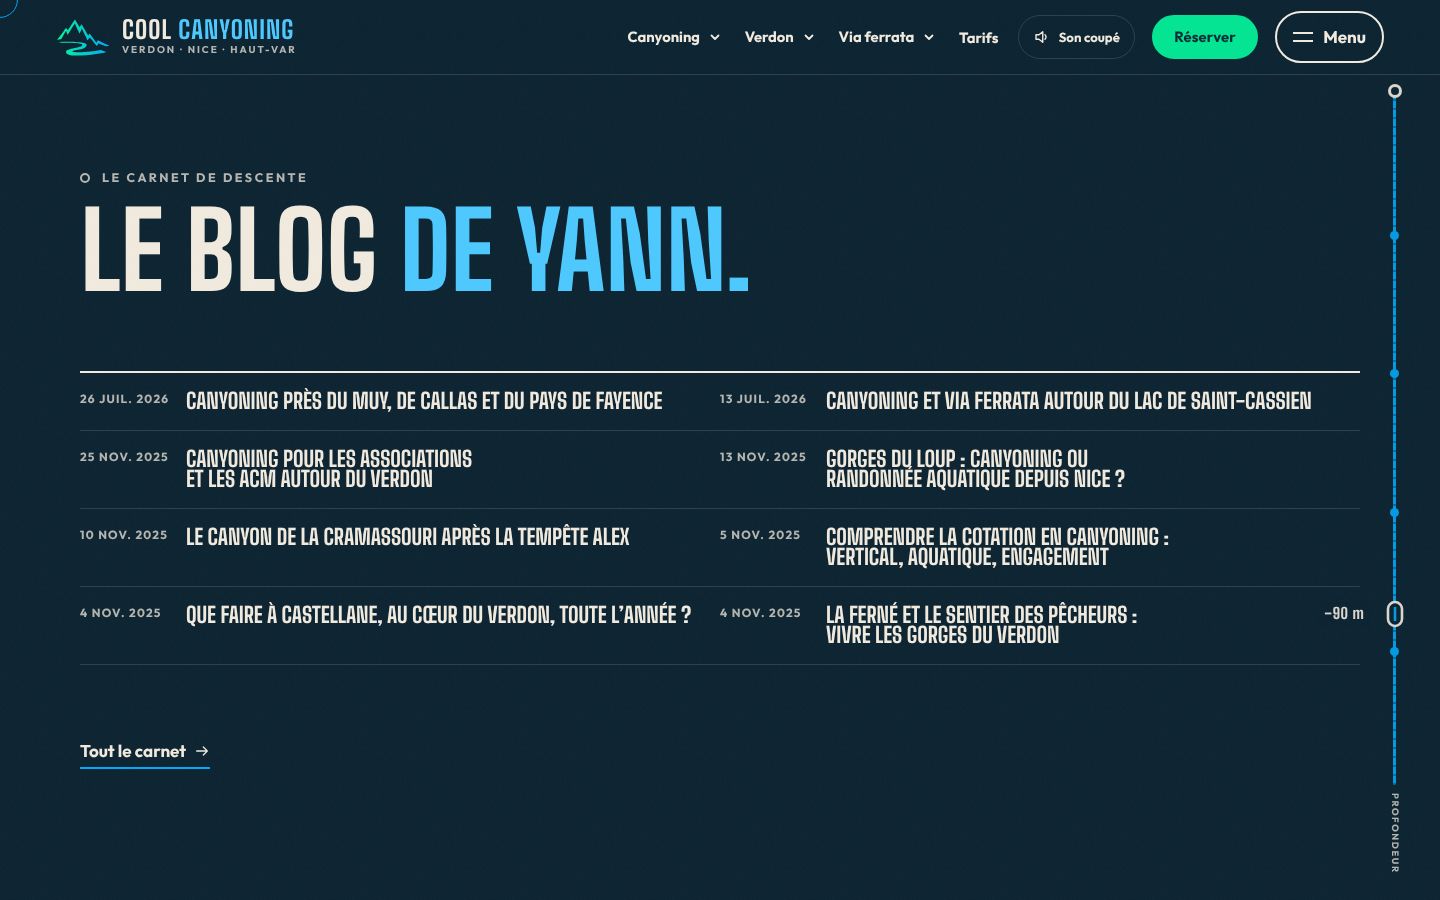 COOL CANYONING
VERDON · NICE · HAUT-VAR
Canyoning
Verdon
Via ferrata
Tarifs
Son coupé
Réserver
Menu
LE CARNET DE DESCENTE
LE BLOG DE YANN.
26 JUIL. 2026
CANYONING PRÈS DU MUY, DE CALLAS ET DU PAYS DE FAYENCE
13 JUIL. 2026
CANYONING ET VIA FERRATA AUTOUR DU LAC DE SAINT-CASSIEN
25 NOV. 2025
CANYONING POUR LES ASSOCIATIONS
ET LES ACM AUTOUR DU VERDON
13 NOV. 2025
GORGES DU LOUP : CANYONING OU
RANDONNÉE AQUATIQUE DEPUIS NICE ?
10 NOV. 2025
LE CANYON DE LA CRAMASSOURI APRÈS LA TEMPÊTE ALEX
5 NOV. 2025
COMPRENDRE LA COTATION EN CANYONING :
VERTICAL, AQUATIQUE, ENGAGEMENT
4 NOV. 2025
QUE FAIRE À CASTELLANE, AU CŒUR DU VERDON, TOUTE L’ANNÉE ?
4 NOV. 2025
LA FERNÉ ET LE SENTIER DES PÊCHEURS :
VIVRE LES GORGES DU VERDON
−90 m
Tout le carnet →
PROFONDEUR